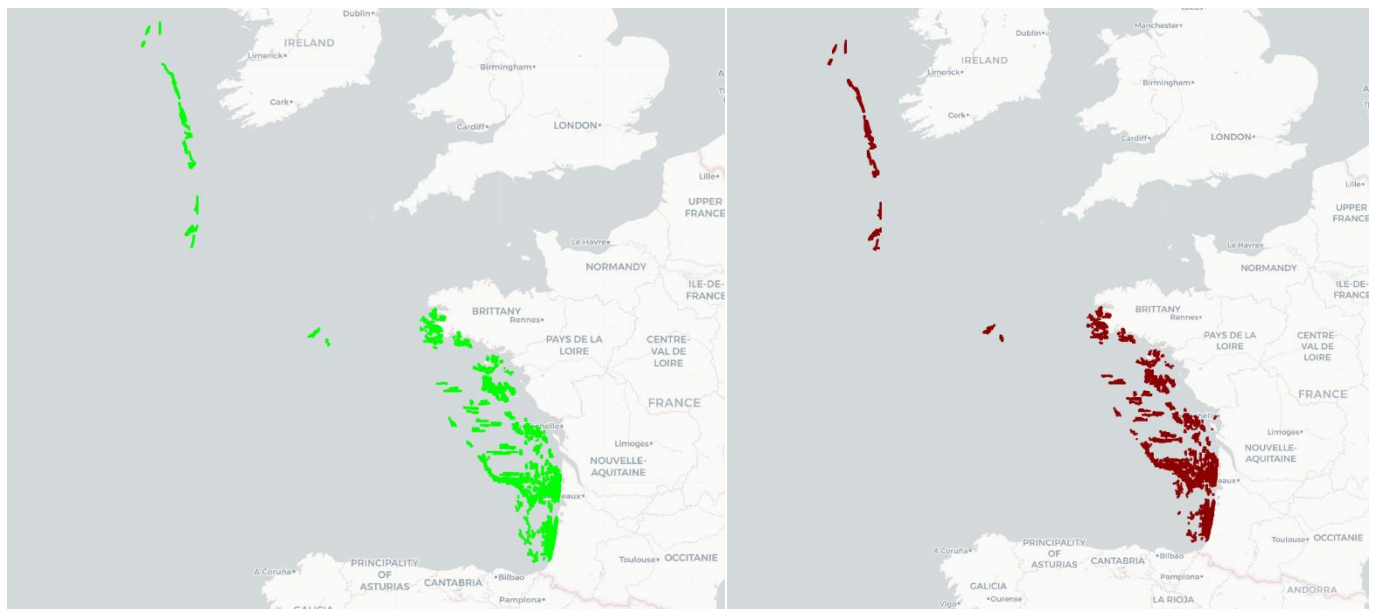 Dublin•
IRELAND
Limerick•
Cork•
Birmingham•
Cardiff•
LONDON•
Lille•
UPPER
FRANCE
Le Havre•
NORMANDY
ILE-DE-
FRANCE
BRITTANY
Rennes•
PAYS DE LA
LOIRE
CENTRE-
VAL DE
LOIRE
FRANCE
helle•
Limoges•
NOUVELLE-
AQUITAINE
eaux•
Toulouse•
OCCITANIE
A Coruña•
PRINCIPALITY
OF
ASTURIAS
CANTABRIA
•Bilbao
Pamplona•
GALICIA
Manchester•
Dublin•
IRELAND
Limerick•
Cork•
Birmingham•
Cardiff•
LONDON•
Lille•
UPPER
FRANCE
Le Havre•
NORMANDY
ILE-DE-
FRANCE
BRITTANY
Rennes•
PAYS DE LA
LOIRE
CENTRE-
VAL DE
LOIRE
FRANCE
Limoges•
NOUVELLE-
AQUITAINE
eaux•
Toulouse•
OCCITANIE
A Coruña•
PRINCIPALITY
OF
ASTURIAS
CANTABRIA
•Bilbao
Pamplona•
GALICIA
Vigo•
•Ourense
LA RIOJA
ANDORRA